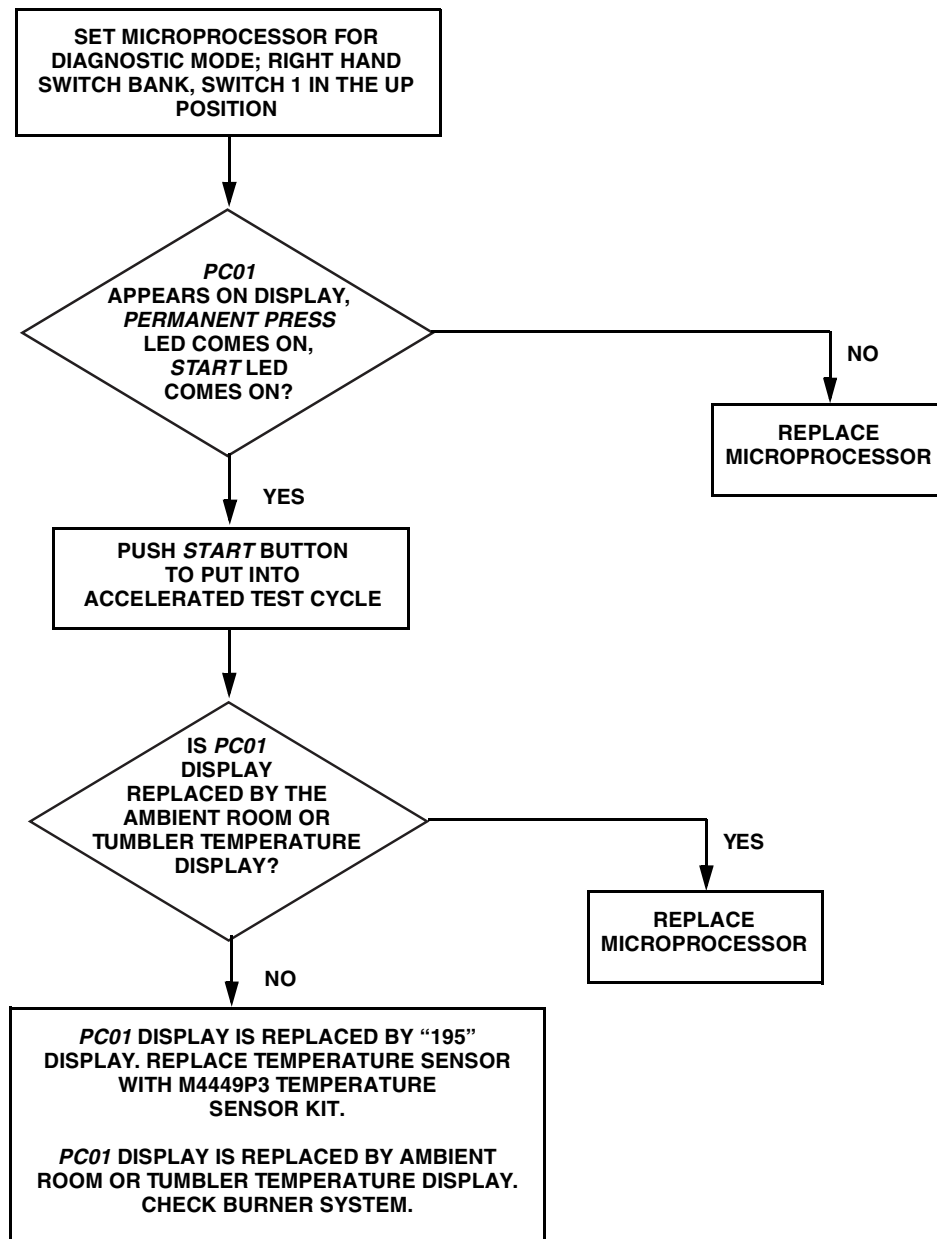 SET MICROPROCESSOR FOR
DIAGNOSTIC MODE; RIGHT HAND
SWITCH BANK, SWITCH 1 IN THE UP
POSITION
PC01
APPEARS ON DISPLAY,
PERMANENT PRESS
LED COMES ON,
START LED
COMES ON?
NO
REPLACE
MICROPROCESSOR
YES
PUSH START BUTTON
TO PUT INTO
ACCELERATED TEST CYCLE
IS PC01
DISPLAY
REPLACED BY THE
AMBIENT ROOM OR
TUMBLER TEMPERATURE
DISPLAY?
YES
REPLACE
MICROPROCESSOR
NO
PC01 DISPLAY IS REPLACED BY “195”
DISPLAY. REPLACE TEMPERATURE SENSOR
WITH M4449P3 TEMPERATURE
SENSOR KIT.
PC01 DISPLAY IS REPLACED BY AMBIENT
ROOM OR TUMBLER TEMPERATURE DISPLAY.
CHECK BURNER SYSTEM.